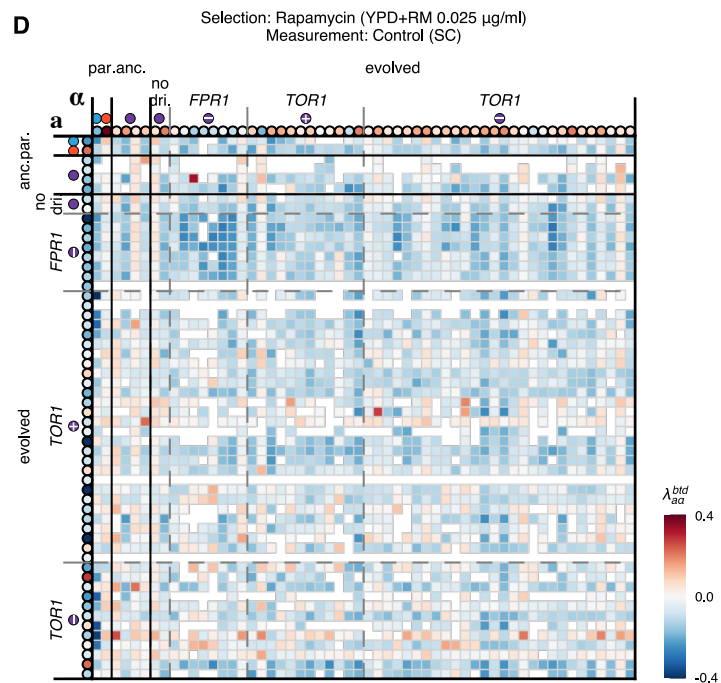 D
Selection: Rapamycin (YPD+RM 0.025 µg/ml)
Measurement: Control (SC)
par.anc. evolved
α no dri. FPR1 TOR1 TOR1
a
anc.par.
no dri.
FPR1
evolved
TOR1
TOR1
λ btd aα
0.4
0.0
-0.4